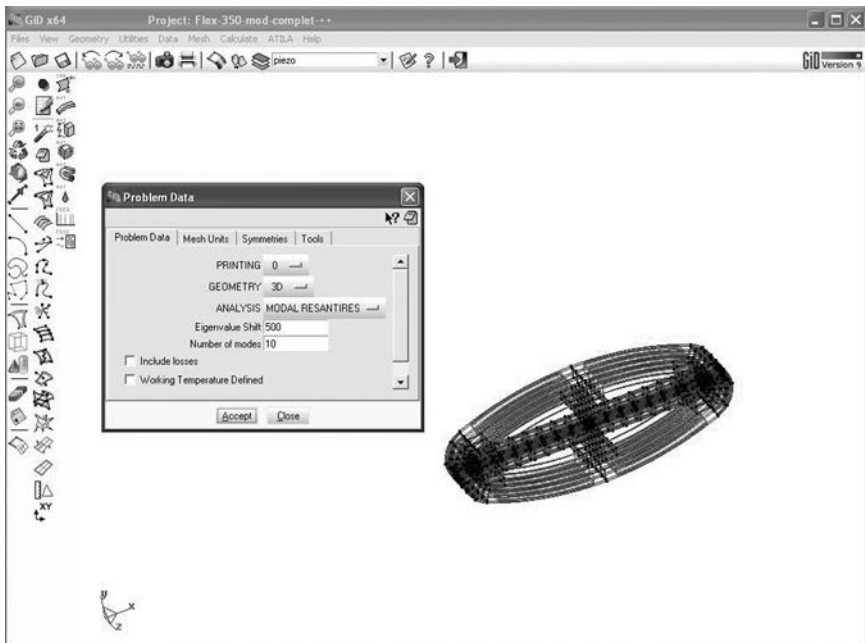 GiD x64 Project: Flex-350-mod-complet-++
Files View Geometry Utilities Data Mesh Calculate ATILA Help
piezo
GiD Version 9
Problem Data
Problem Data Mesh Units Symmetries Tools
PRINTING 0
GEOMETRY 3D
ANALYSIS MODAL RESANTIRES
Eigenvalue Shift 500
Number of modes 10
Include losses
Working Temperature Defined
Accept Close
XY
y
x
z